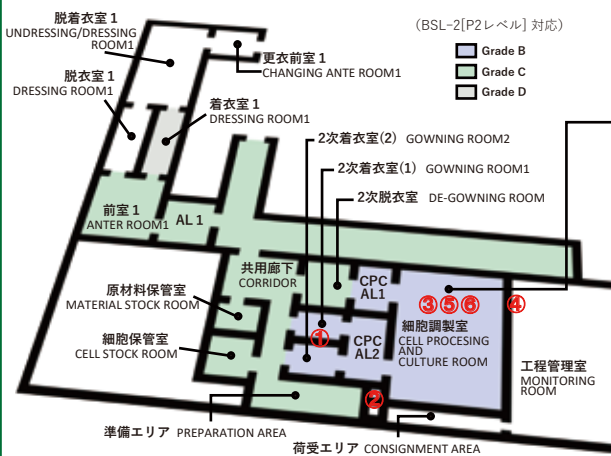 脱着衣室 1
UNDRESSING/DRESSING
ROOM1
更衣前室 1
CHANGING ANTE ROOM1
(BSL-2[P2レベル] 対応)
Grade B
Grade C
Grade D
脱衣室 1
DRESSING ROOM1
着衣室 1
DRESSING ROOM1
2次着衣室(2) GOWNING ROOM2
2次着衣室(1) GOWNING ROOM1
2次脱衣室 DE-GOWNING ROOM
前室 1
ANTER ROOM1
AL 1
共用廊下
CORRIDOR
CPC
AL1
原材料保管室
MATERIAL STOCK ROOM
③⑤⑥
④
細胞調製室
CELL PROCESING
AND
CULTURE ROOM
①
CPC
AL2
細胞保管室
CELL STOCK ROOM
工程管理室
MONITORING
ROOM
②
準備エリア PREPARATION AREA
荷受エリア CONSIGNMENT AREA